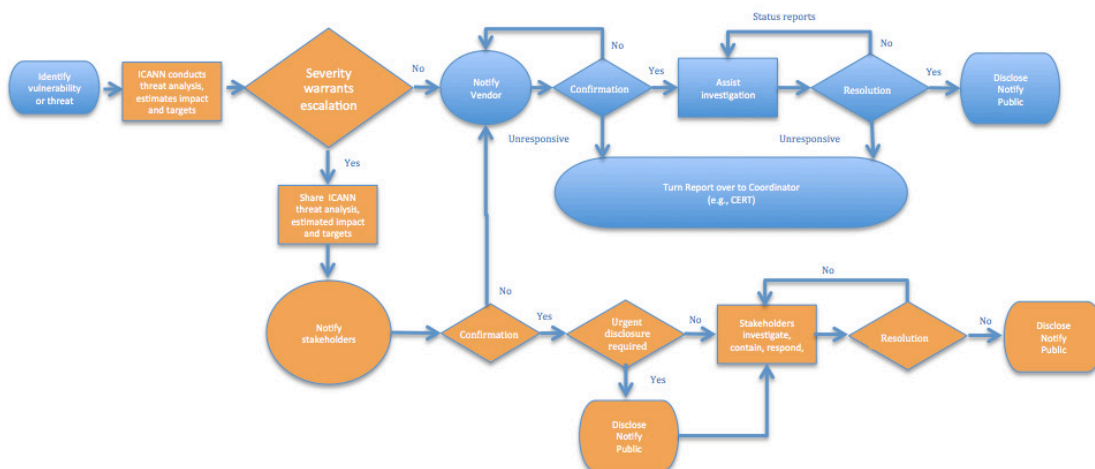 Status reports
No
No
Identify
vulnerability
or threat
ICANN conducts
threat analysis,
estimates impact
and targets
Severity
warrants
escalation
No
Notify
Vendor
Confirmation
Yes
Assist
investigation
Resolution
Yes
Disclose
Notify
Public
Unresponsive
Unresponsive
Yes
Turn Report over to Coordinator
(e.g., CERT)
Share ICANN
threat analysis,
estimated impact
and targets
No
No
Notify
stakeholders
Confirmation
Yes
Urgent
disclosure
required
No
Stakeholders
investigate,
contain, respond,
Resolution
No
Disclose
Notify
Public
Yes
Disclose
Notify
Public